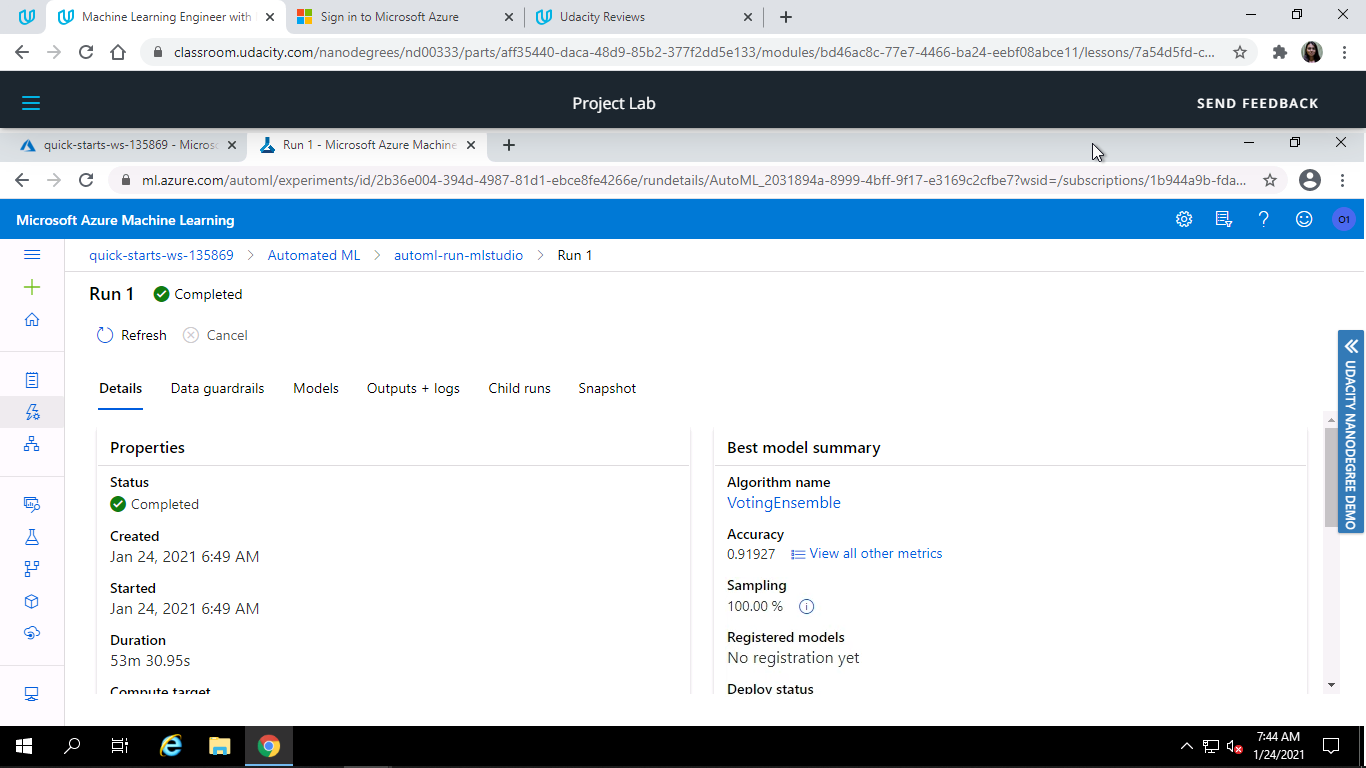 Machine Learning Engineer with
Sign in to Microsoft Azure
Udacity Reviews
classroom.udacity.com/nanodegrees/nd00333/parts/aff35440-daca-48d9-85b2-377f2dd5e133/modules/bd46ac8c-77e7-4466-ba24-eebf08abce11/lessons/7a54d5fd-c...
Project Lab
SEND FEEDBACK
quick-starts-ws-135869 - Micros
Run 1 - Microsoft Azure Machine
ml.azure.com/automl/experiments/id/2b36e004-394d-4987-81d1-ebce8fe4266e/rundetails/AutoML_2031894a-8999-4bff-9f17-e3169c2cfbe7?wsid=/subscriptions/1b944a9b-fda...
Microsoft Azure Machine Learning
O1
quick-starts-ws-135869 > Automated ML > automl-run-mlstudio > Run 1
Run 1 Completed
Refresh Cancel
Details Data guardrails Models Outputs + logs Child runs Snapshot
Properties
Status
Completed
Created
Jan 24, 2021 6:49 AM
Started
Jan 24, 2021 6:49 AM
Duration
53m 30.95s
Compute target
Best model summary
Algorithm name
VotingEnsemble
Accuracy
0.91927 View all other metrics
Sampling
100.00 %
Registered models
No registration yet
Deploy status
UDACITY NANODEGREE DEMO
7:44 AM
1/24/2021